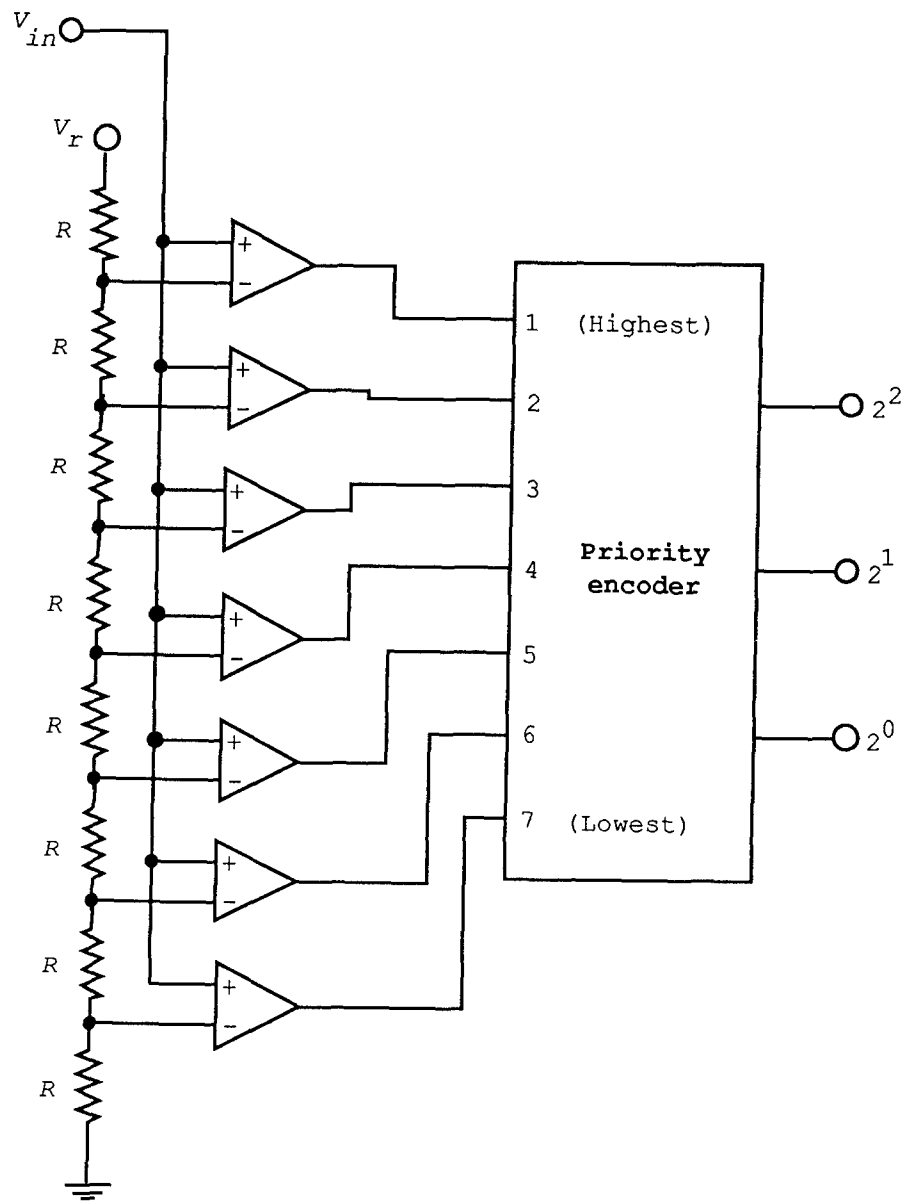 V_in
V_r
R
+
−
1 (Highest)
R
+
−
2
2^2
R
+
−
3
Priority
encoder
R
+
−
4
2^1
5
R
+
−
6
2^0
R
+
−
7 (Lowest)
R
+
−
R